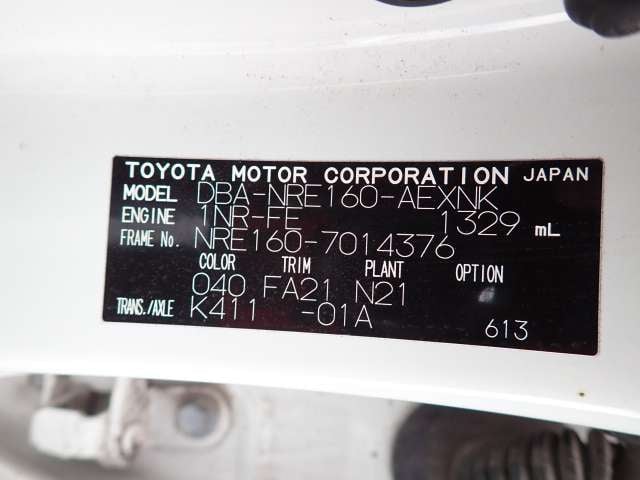 TOYOTA MOTOR CORPORATION JAPAN
MODEL DBA-NRE160-AEXNK
ENGINE 1NR-FE 1329 mL
FRAME No. NRE160-7014376
COLOR TRIM PLANT OPTION
040 FA21 N21
TRANS./AXLE K411 -01A
613